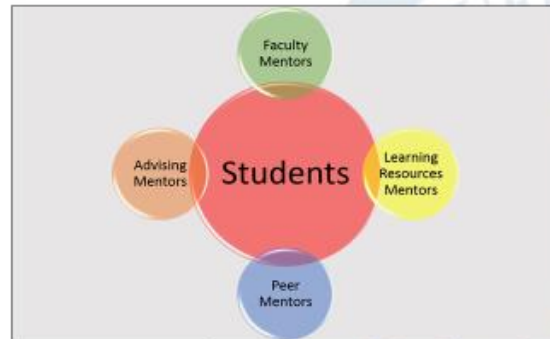 Faculty
Mentors
Advising
Mentors
Students
Learning
Resources
Mentors
Peer
Mentors